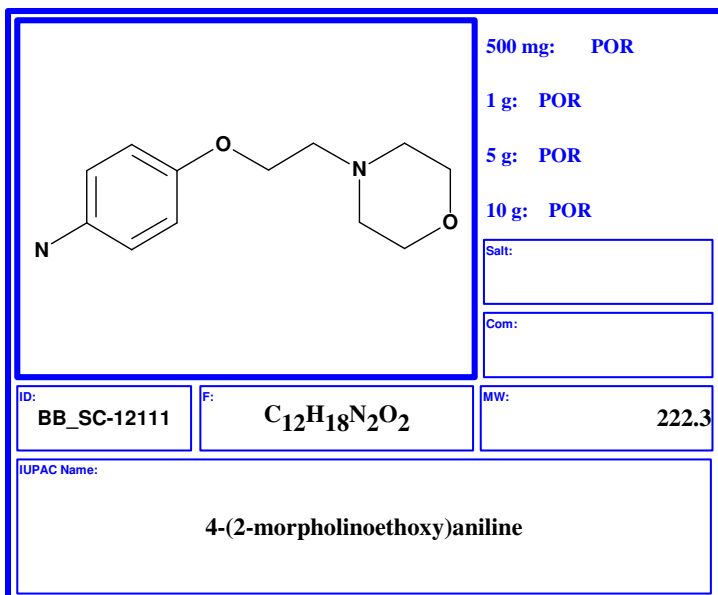 500 mg: POR
1 g: POR
5 g: POR
10 g: POR
O
N
O
N
Salt:
Com:
ID:
BB_SC-12111
F:
C12H18N2O2
MW:
222.3
IUPAC Name:
4-(2-morpholinoethoxy)aniline